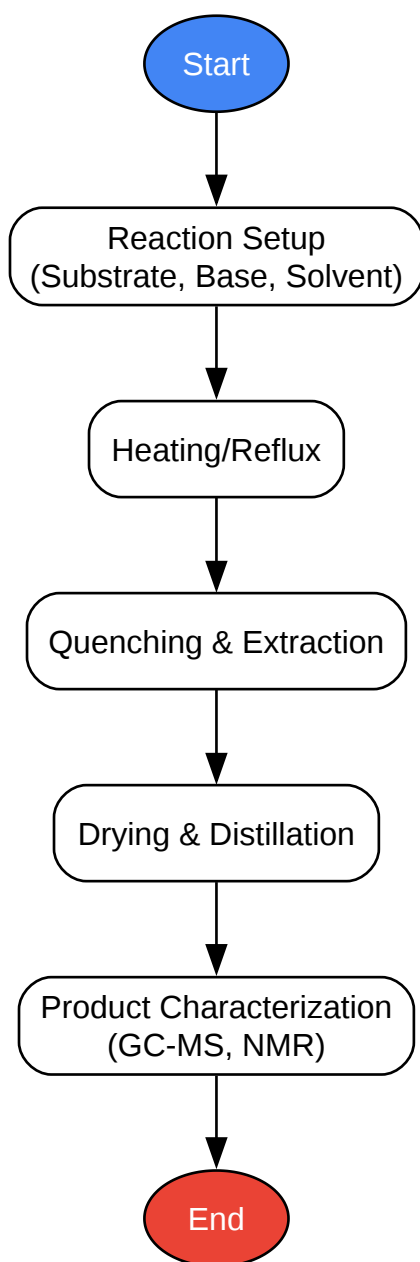 Start
Reaction Setup
(Substrate, Base, Solvent)
Heating/Reflux
Quenching & Extraction
Drying & Distillation
Product Characterization
(GC-MS, NMR)
End